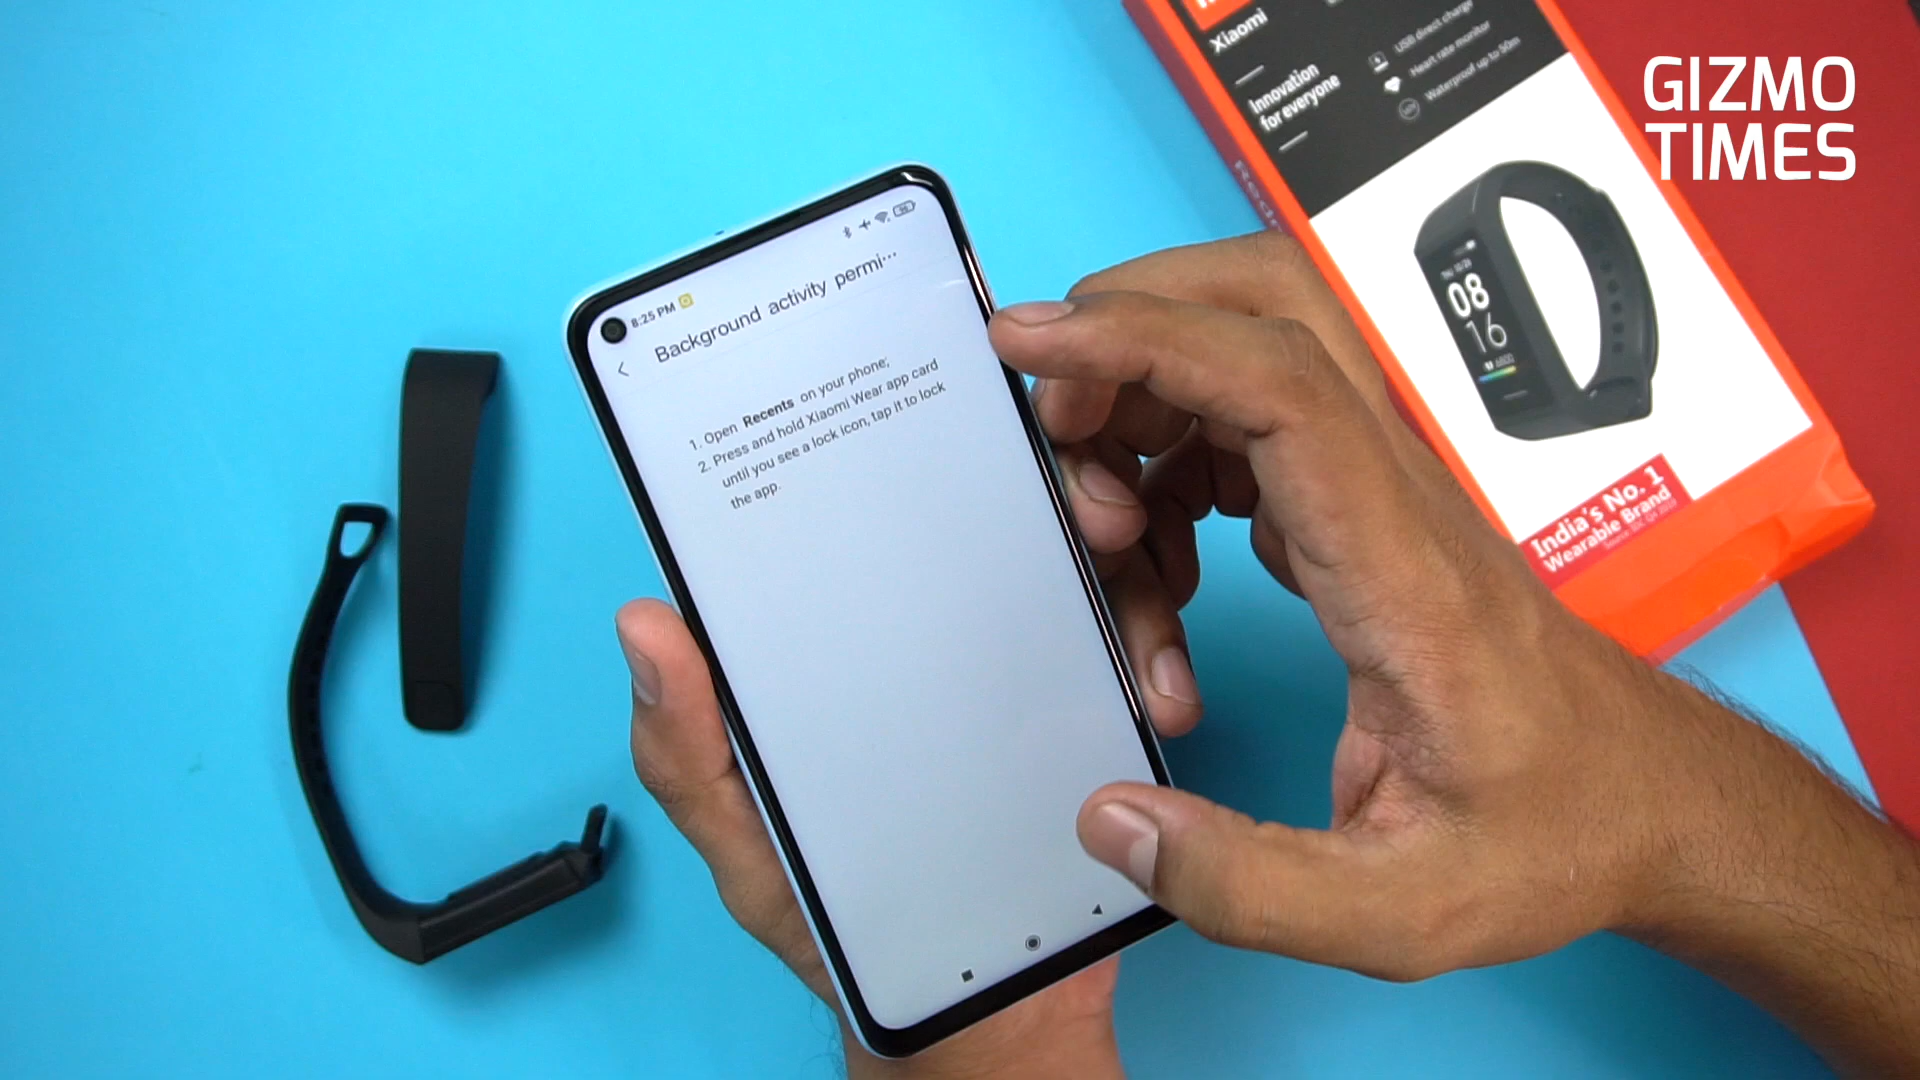 GIZMO
TIMES
8:25 PM
Background activity permi...
1. Open Recents on your phone;
2. Press and hold Xiaomi Wear app card
until you see a lock icon, tap it to lock
the app.
Xiaomi
Innovation
for everyone
USB direct charge
Heart rate monitor
Waterproof up to 50m
08
16
India's No. 1
Wearable Brand